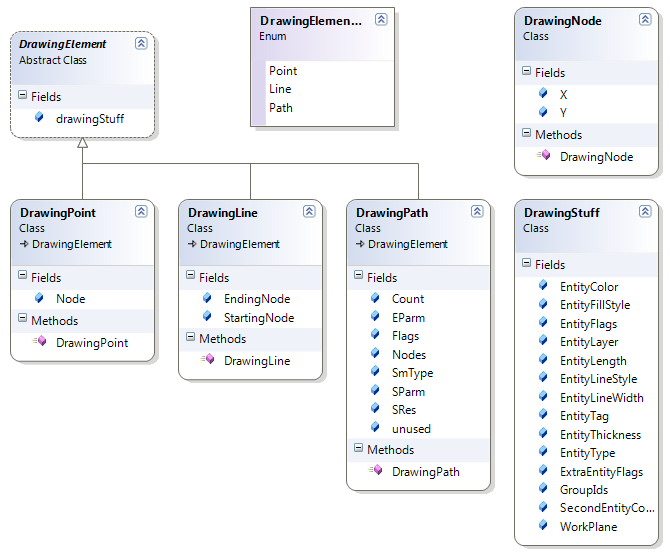 DrawingElement
Abstract Class
Fields
drawingStuff
DrawingElemen...
Enum
Point
Line
Path
DrawingNode
Class
Fields
X
Y
Methods
DrawingNode
DrawingPoint
Class
DrawingElement
Fields
Node
Methods
DrawingPoint
DrawingLine
Class
DrawingElement
Fields
EndingNode
StartingNode
Methods
DrawingLine
DrawingPath
Class
DrawingElement
Fields
Count
EParm
Flags
Nodes
SmType
SParm
SRes
unused
Methods
DrawingPath
DrawingStuff
Class
Fields
EntityColor
EntityFillStyle
EntityFlags
EntityLayer
EntityLength
EntityLineStyle
EntityLineWidth
EntityTag
EntityThickness
EntityType
ExtraEntityFlags
GroupIds
SecondEntityCo...
WorkPlane